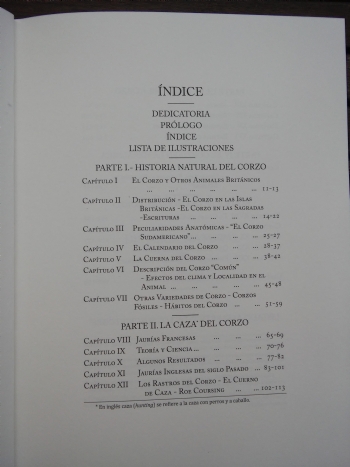 ÍNDICE
DEDICATORIA
PRÓLOGO
ÍNDICE
LISTA DE ILUSTRACIONES
PARTE I.- HISTORIA NATURAL DEL CORZO
CAPÍTULO I El Corzo y Otros Animales Británicos
... ... ... ... ... ... 11-13
CAPÍTULO II Distribución - El Corzo en las Islas
Británicas -El Corzo en las Sagradas
-Escrituras ... ... ... ... 14-22
CAPÍTULO III Peculiaridades Anatómicas – "El Corzo
Sudamericano" ... ... ... 25-27
CAPÍTULO IV El Calendario del Corzo ... ... 28-37
CAPÍTULO V La Cuerna del Corzo ... ... ... 38-42
CAPÍTULO VI Descripción del Corzo "Común"
- Efectos del clima y Localidad en el
Animal ... ... ... ... ... 45-48
CAPÍTULO VII Otras Variedades de Corzo - Corzos
Fósiles - Hábitos del Corzo ... ... 51-59
PARTE II. LA CAZA* DEL CORZO
CAPÍTULO VIII Jaurías Francesas ... ... ... 65-69
CAPÍTULO IX Teoría y Ciencia... ... ... ... 70-76
CAPÍTULO X Algunos Resultados ... ... ... 77-82
CAPÍTULO XI Jaurías Inglesas del siglo Pasado ... 83-101
CAPÍTULO XII Los Rastros del Corzo - El Cuerno
de Caza - Roe Coursing ... ... 102-113
* En inglés caza (hunting) se refiere a la caza con perros y a caballo.